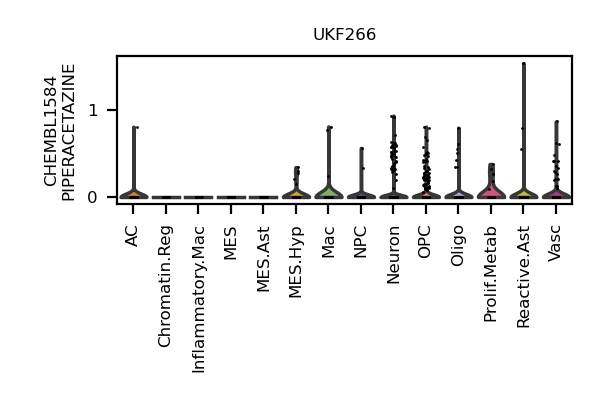 UKF266
CHEMBL1584
PIPERACETAZINE
1
0
AC
Chromatin.Reg
Inflammatory.Mac
MES
MES.Ast
MES.Hyp
Mac
NPC
Neuron
OPC
Oligo
Prolif.Metab
Reactive.Ast
Vasc